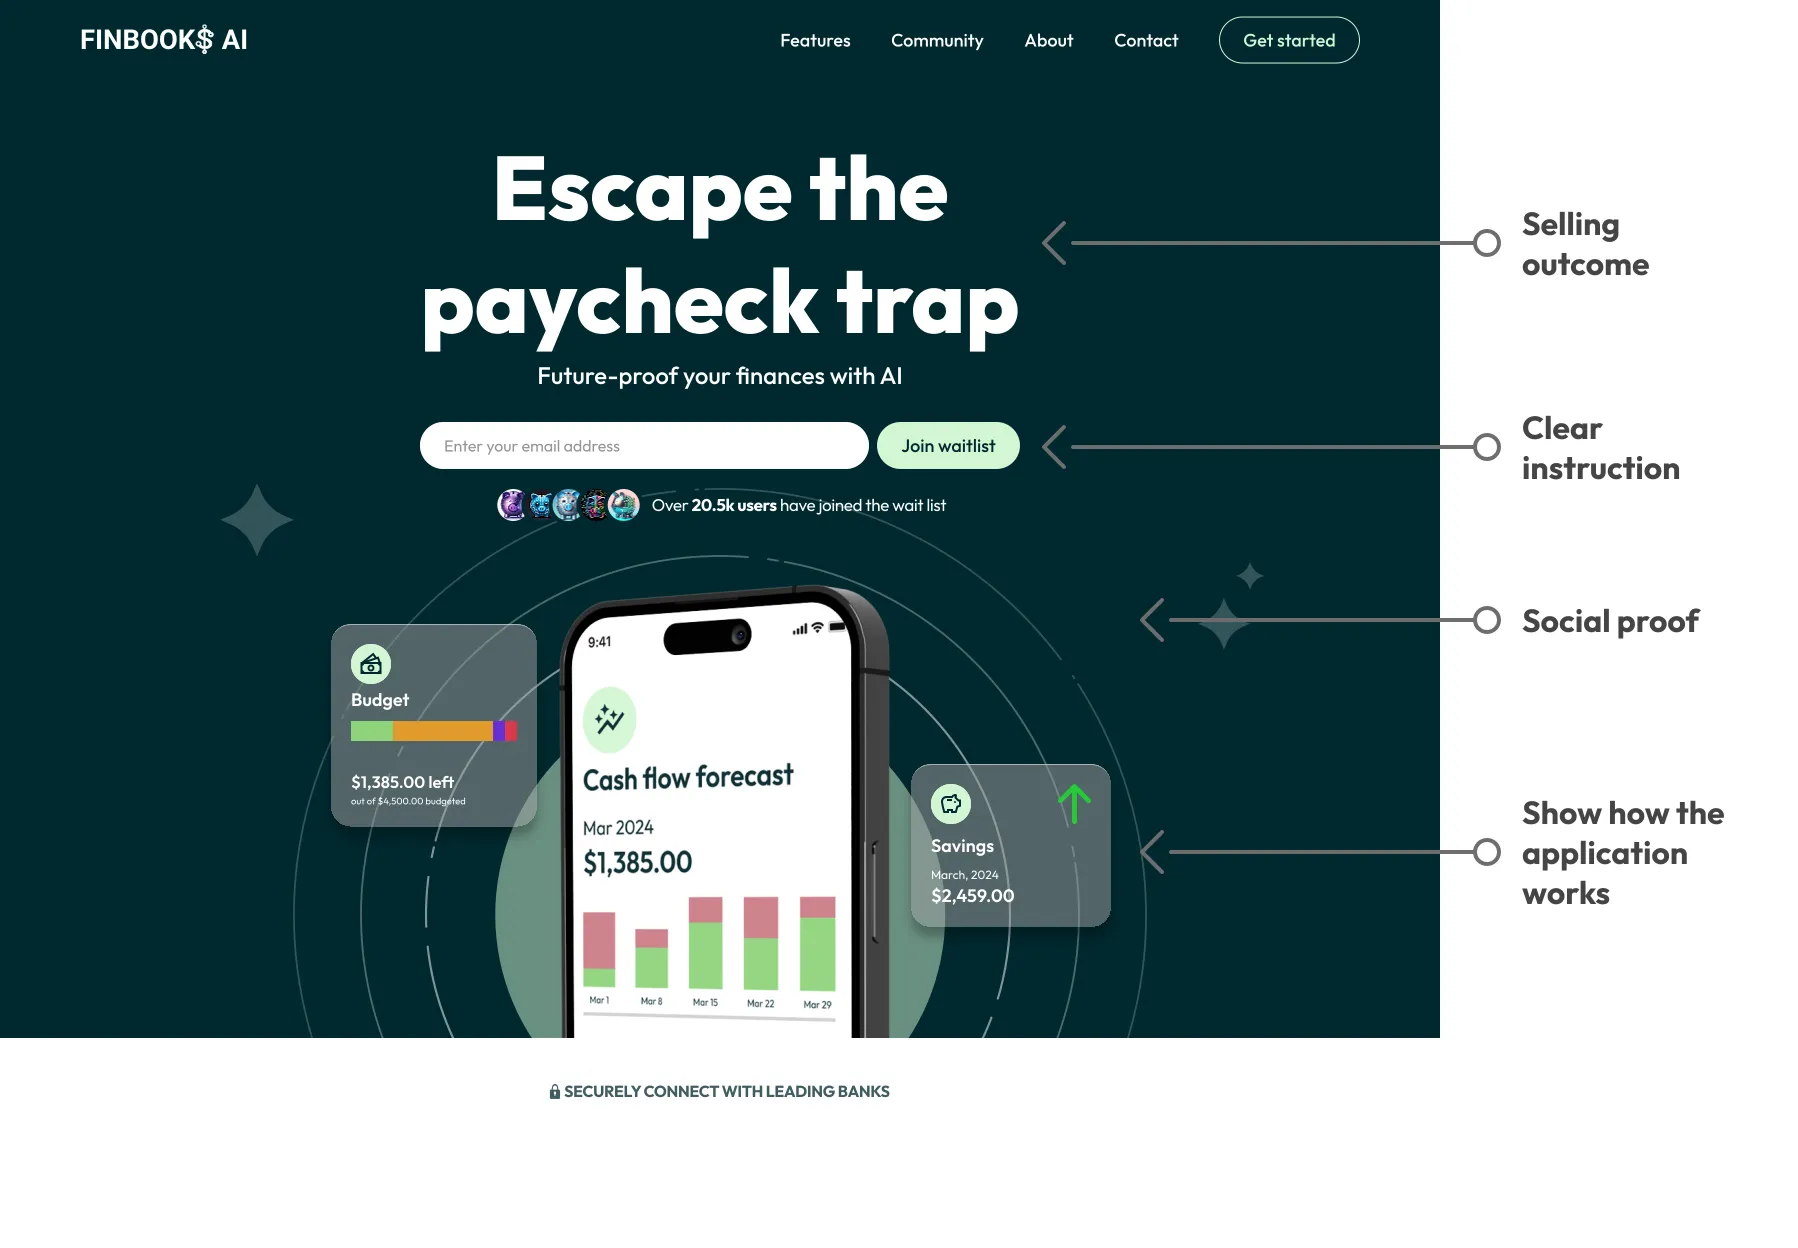 FINBOOK$ AI
Features
Community
About
Contact
Get started
Escape the
paycheck trap
Future-proof your finances with AI
Enter your email address
Join waitlist
Over 20.5k users have joined the wait list
Selling
outcome
Clear
instruction
Social proof
Show how the
application
works
Budget
$1,385.00 left
out of $4,500.00 budgeted
9:41
Cash flow forecast
Mar 2024
$1,385.00
Mar 1
Mar 8
Mar 15
Mar 22
Mar 29
Savings
March, 2024
$2,459.00
SECURELY CONNECT WITH LEADING BANKS